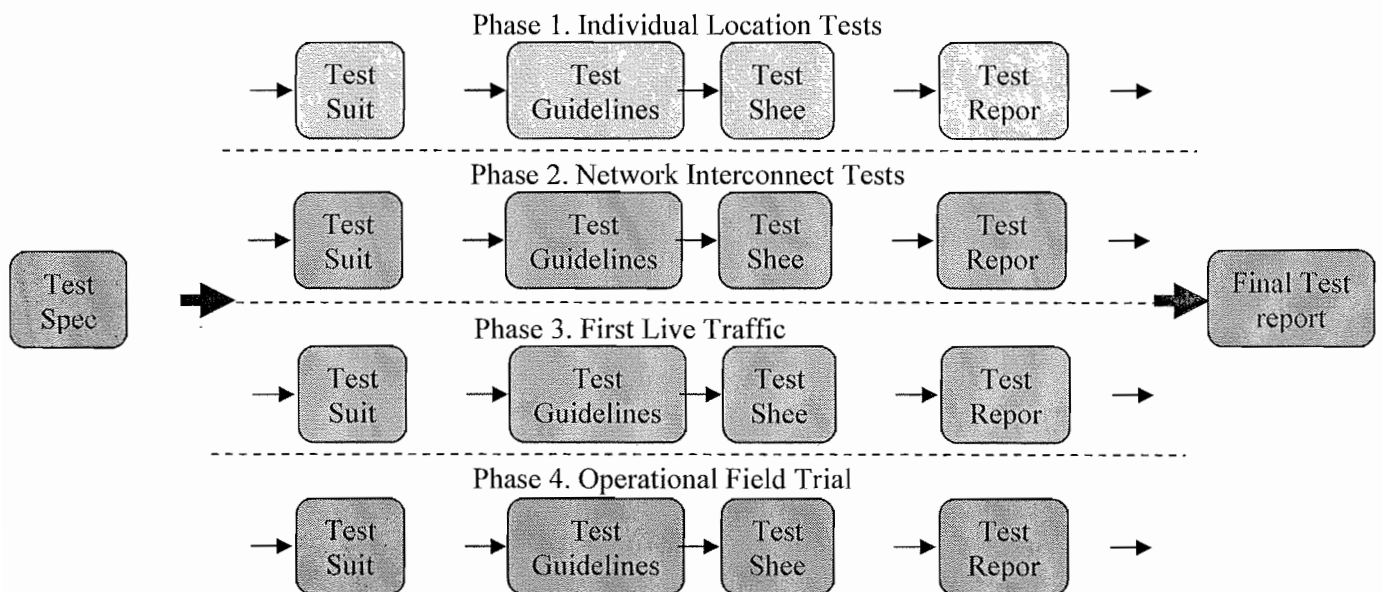 Phase 1. Individual Location Tests
Test
Suit
Test
Guidelines
Test
Shee
Test
Repor
Phase 2. Network Interconnect Tests
Test
Suit
Test
Guidelines
Test
Shee
Test
Repor
Test
Spec
Final Test
report
Phase 3. First Live Traffic
Test
Suit
Test
Guidelines
Test
Shee
Test
Repor
Phase 4. Operational Field Trial
Test
Suit
Test
Guidelines
Test
Shee
Test
Repor